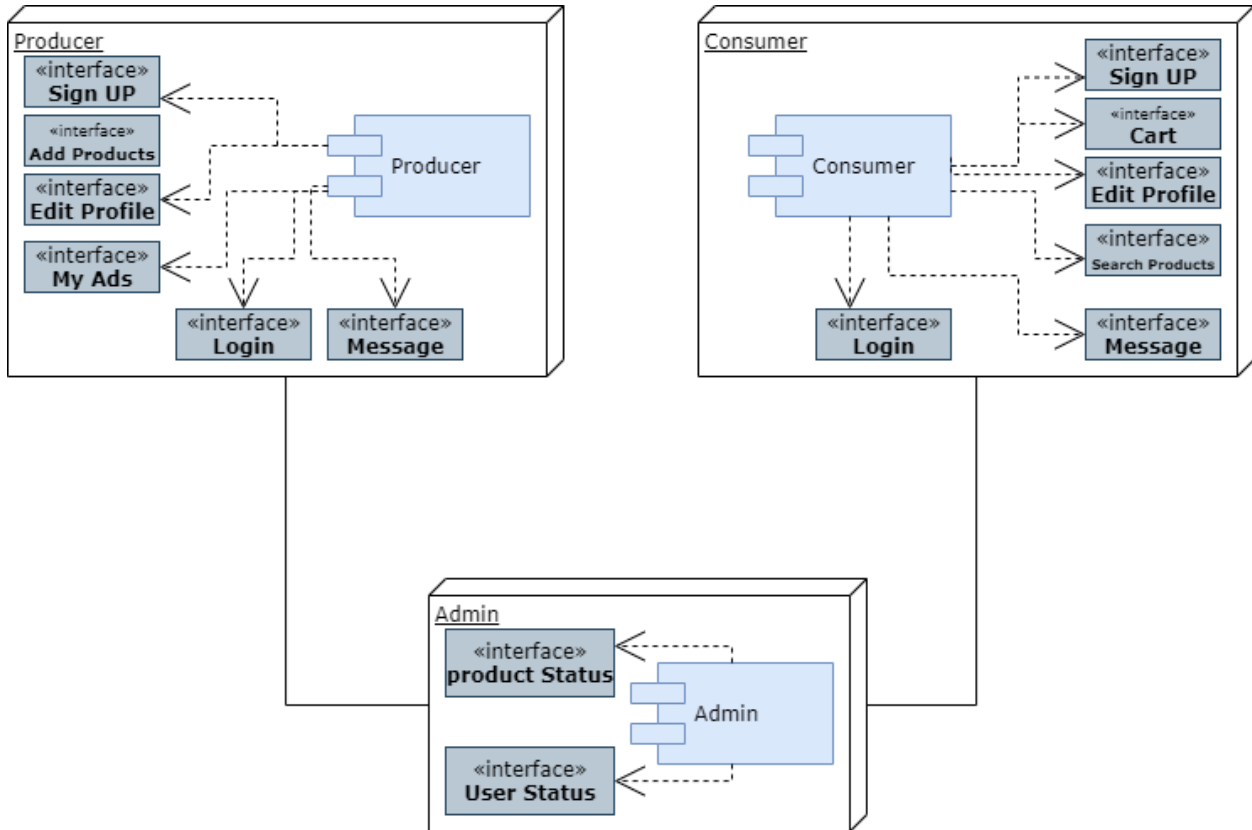 Producer
«interface»
Sign UP
«interface»
Add Products
«interface»
Edit Profile
«interface»
My Ads
Producer
«interface»
Login
«interface»
Message
Consumer
Consumer
«interface»
Sign UP
«interface»
Cart
«interface»
Edit Profile
«interface»
Search Products
«interface»
Login
«interface»
Message
Admin
«interface»
product Status
Admin
«interface»
User Status